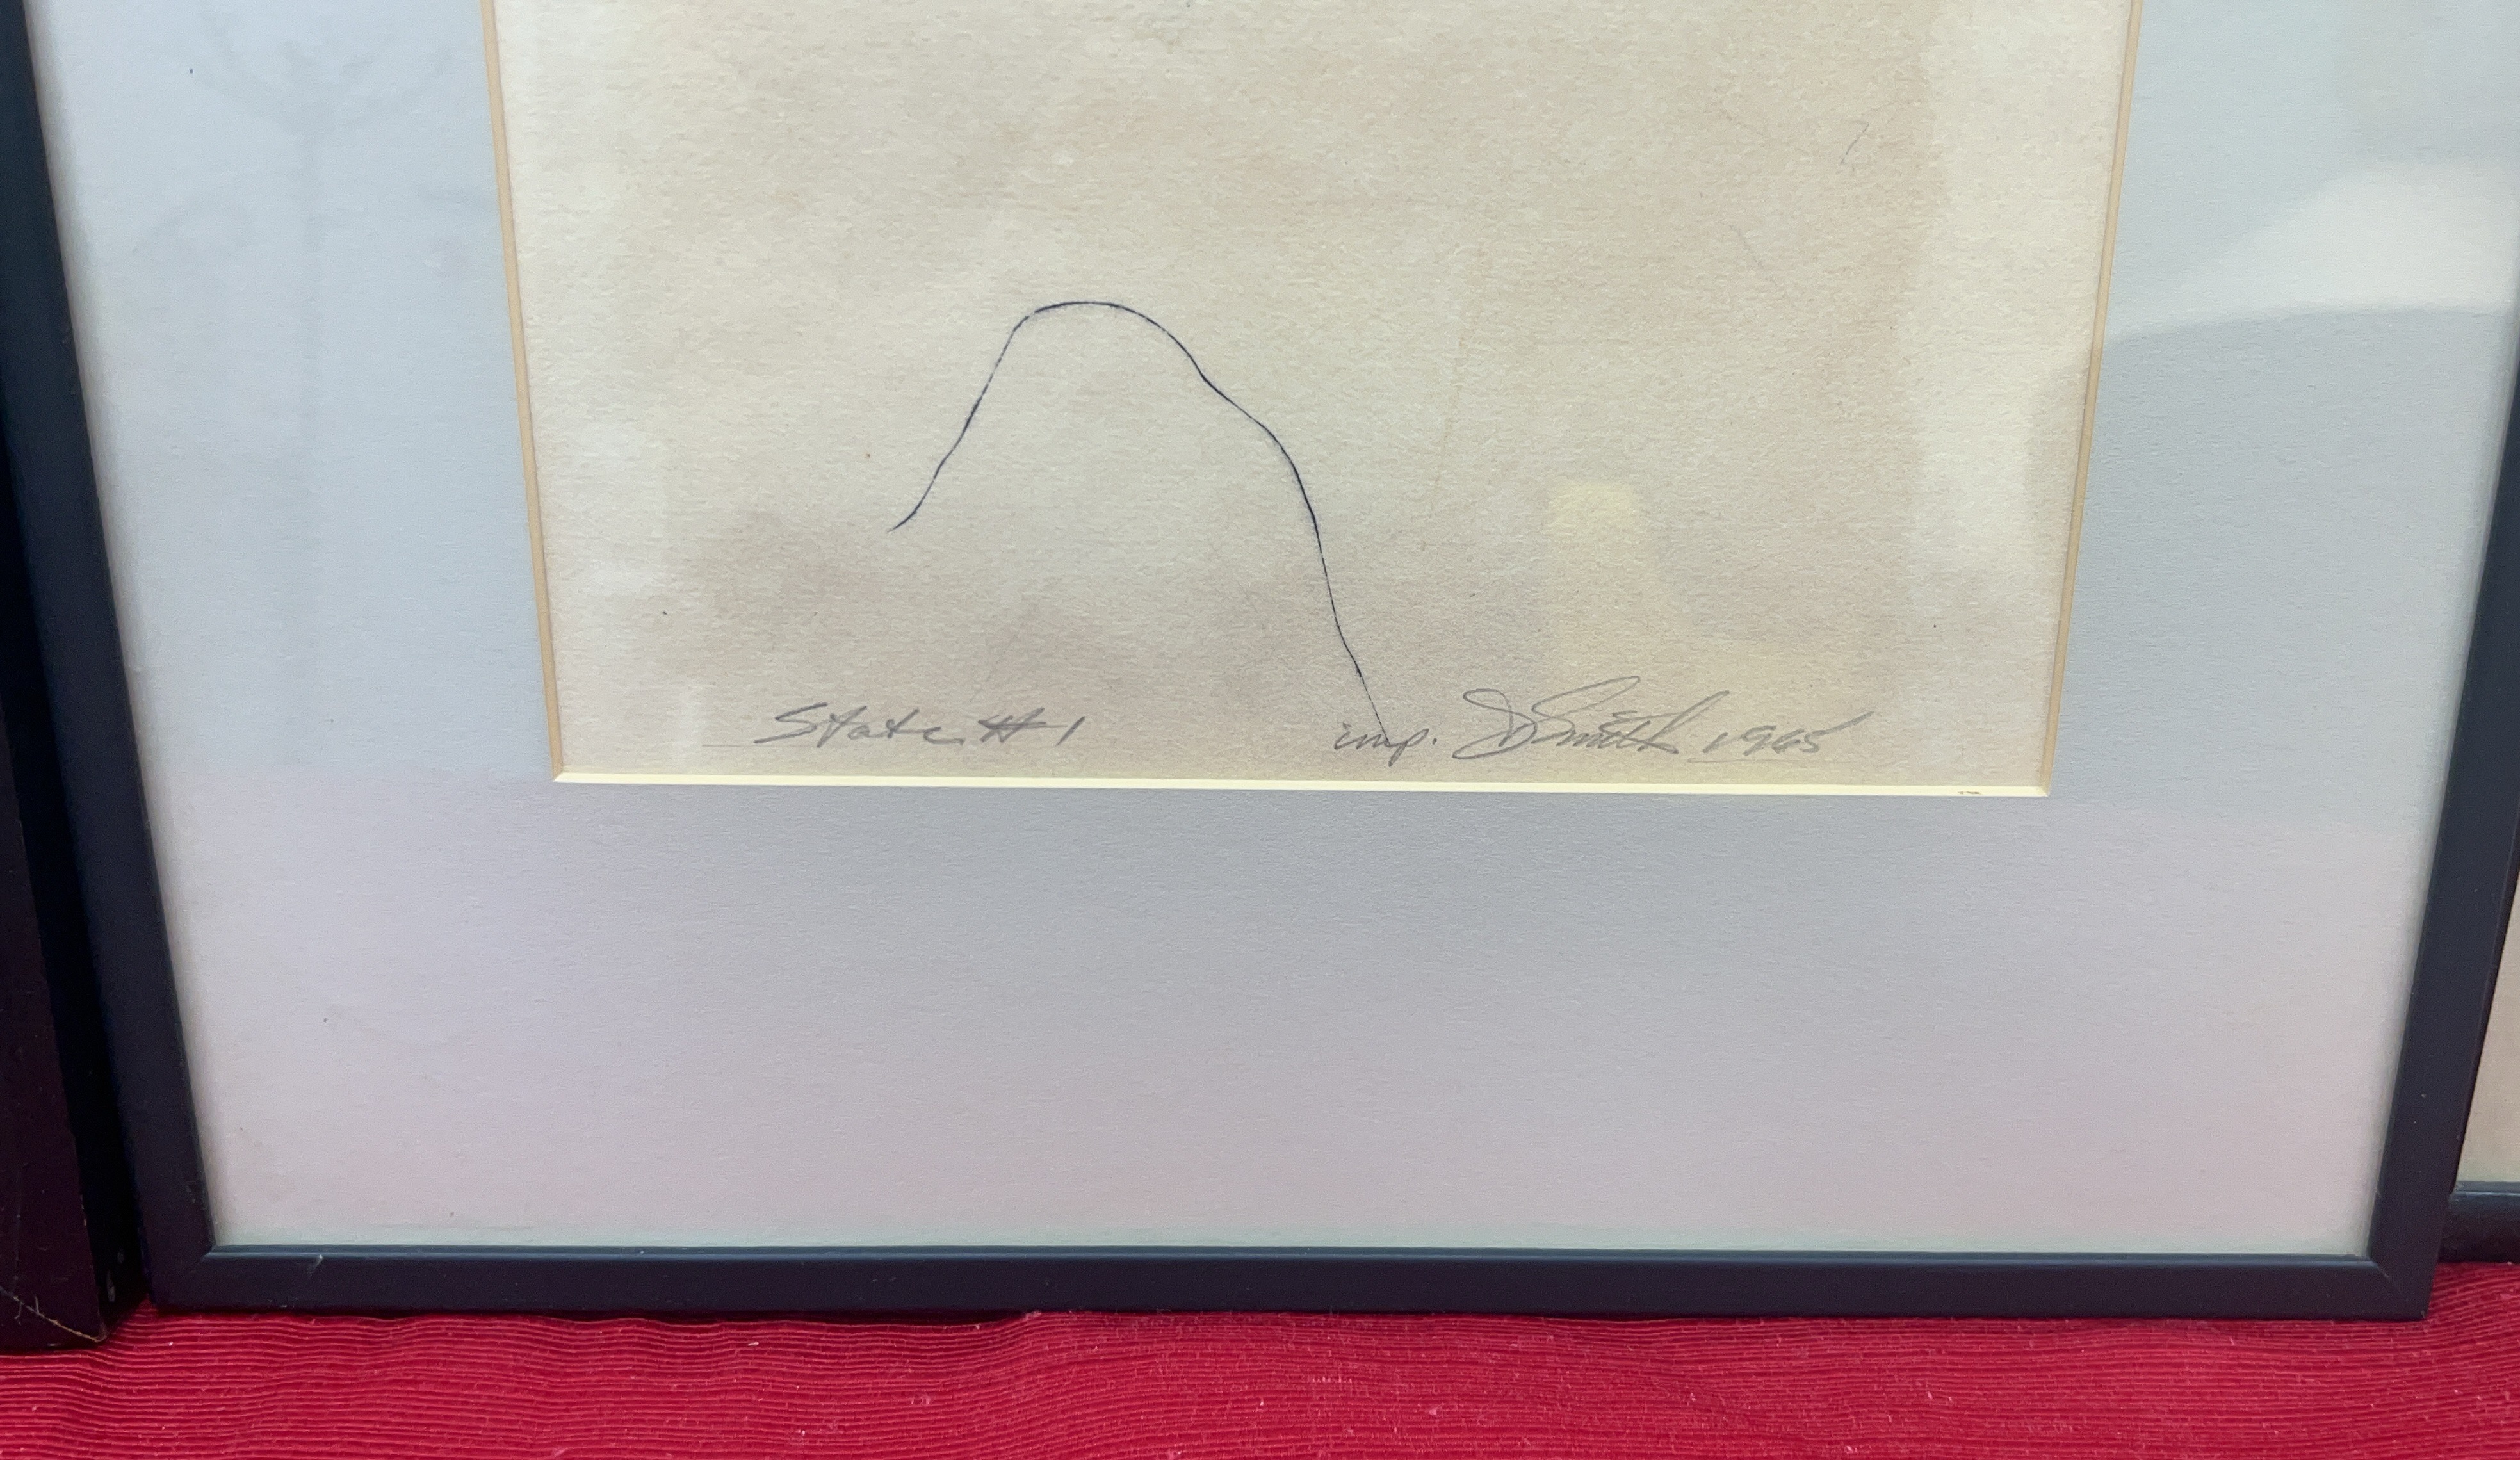 State #1 imp. J Smith 1965